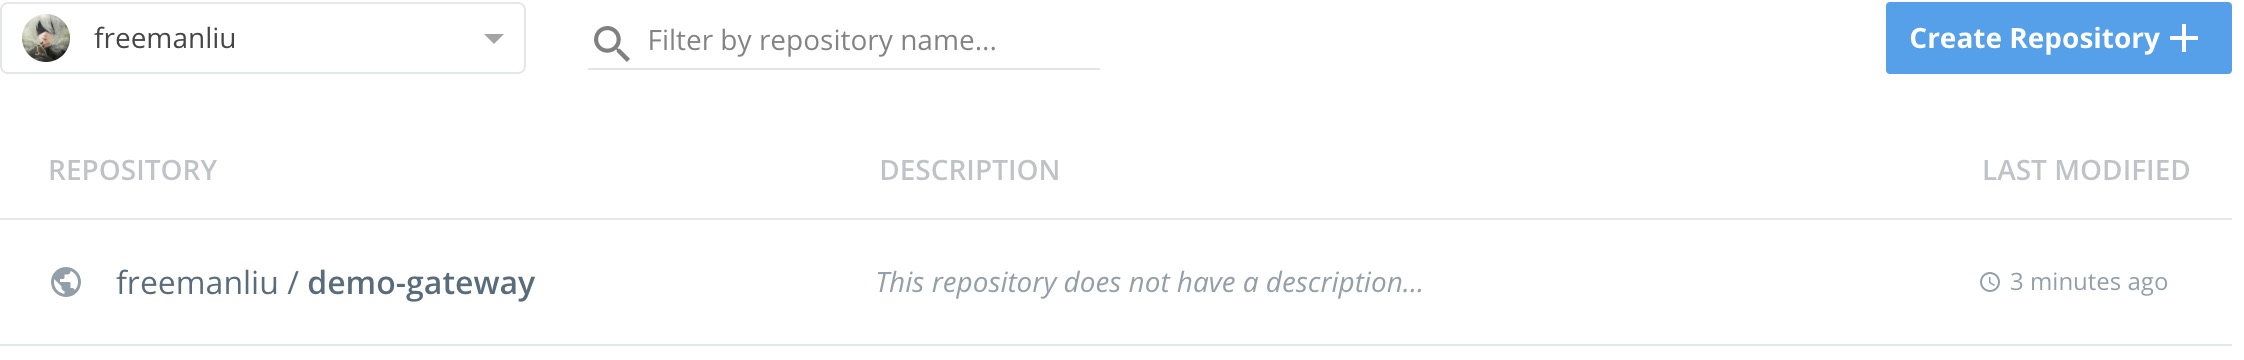 freemanliu
Filter by repository name...
Create Repository +
REPOSITORY DESCRIPTION LAST MODIFIED
freemanliu / demo-gateway This repository does not have a description... 3 minutes ago